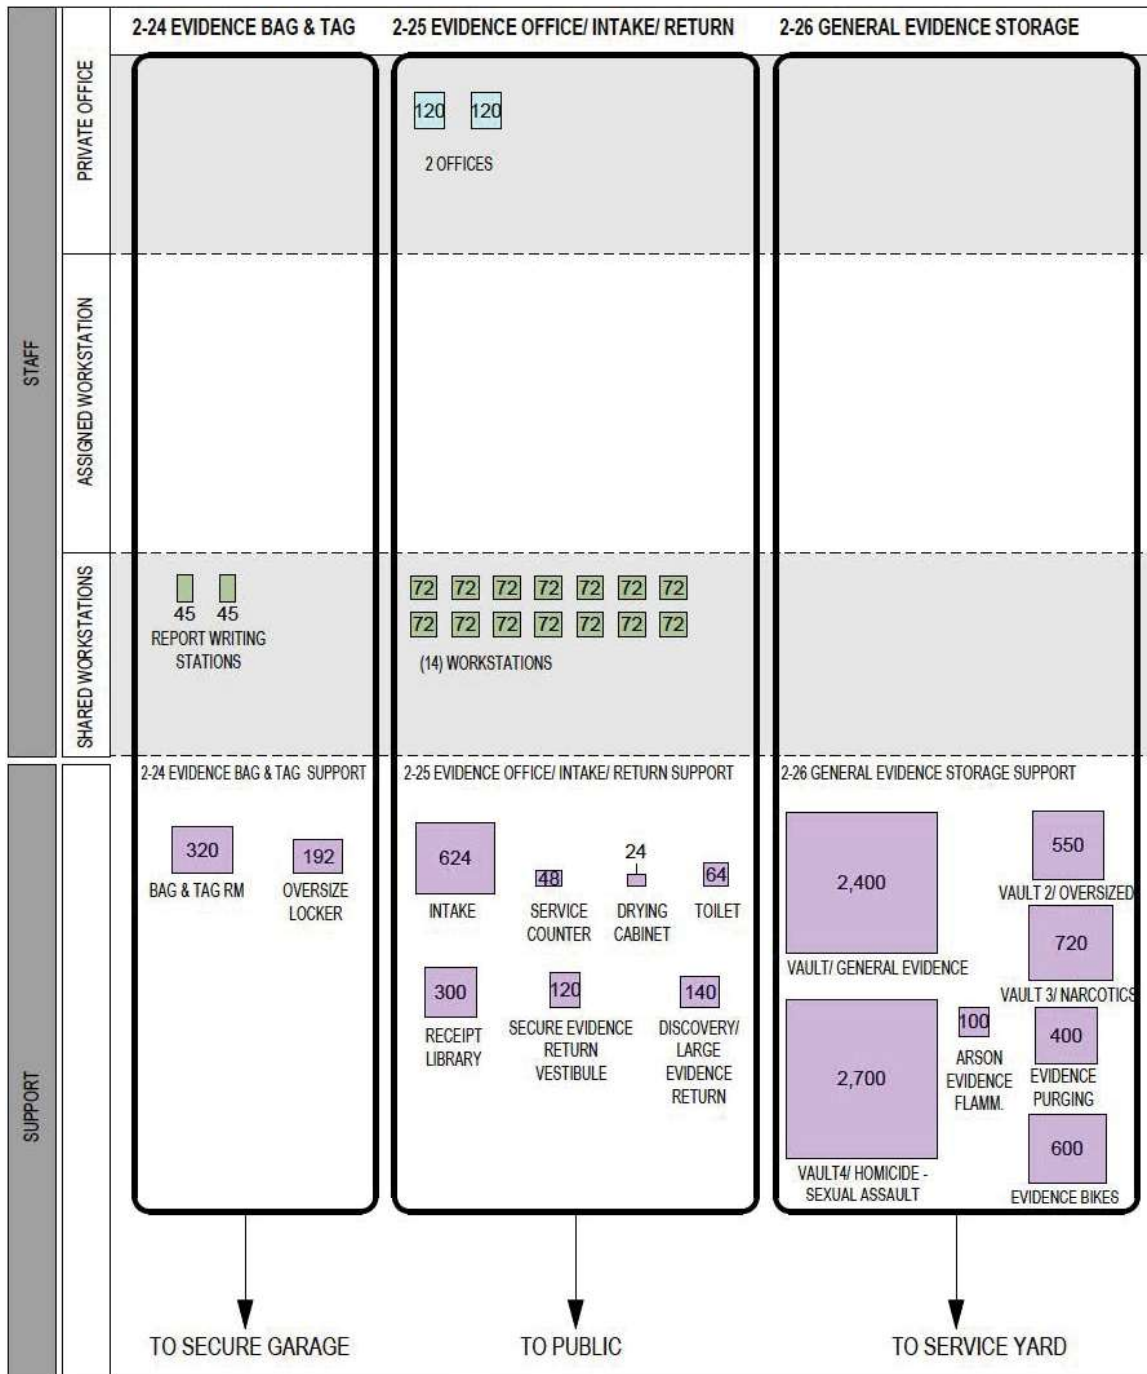 2-24 EVIDENCE BAG & TAG
2-25 EVIDENCE OFFICE/ INTAKE/ RETURN
2-26 GENERAL EVIDENCE STORAGE
STAFF
PRIVATE OFFICE
120 120
2 OFFICES
ASSIGNED WORKSTATION
SHARED WORKSTATIONS
45 45
REPORT WRITING
STATIONS
72 72 72 72 72 72 72
72 72 72 72 72 72 72
(14) WORKSTATIONS
SUPPORT
2-24 EVIDENCE BAG & TAG SUPPORT
320
BAG & TAG RM
192
OVERSIZE
LOCKER
2-25 EVIDENCE OFFICE/ INTAKE/ RETURN SUPPORT
624
INTAKE
48
SERVICE
COUNTER
24
DRYING
CABINET
64
TOILET
300
RECEIPT
LIBRARY
120
SECURE EVIDENCE
RETURN
VESTIBULE
140
DISCOVERY/
LARGE
EVIDENCE
RETURN
2-26 GENERAL EVIDENCE STORAGE SUPPORT
2,400
VAULT/ GENERAL EVIDENCE
550
VAULT 2/ OVERSIZED
720
VAULT 3/ NARCOTICS
2,700
VAULT4/ HOMICIDE -
SEXUAL ASSAULT
100
ARSON
EVIDENCE
FLAMM.
400
EVIDENCE
PURGING
600
EVIDENCE BIKES
TO SECURE GARAGE
TO PUBLIC
TO SERVICE YARD